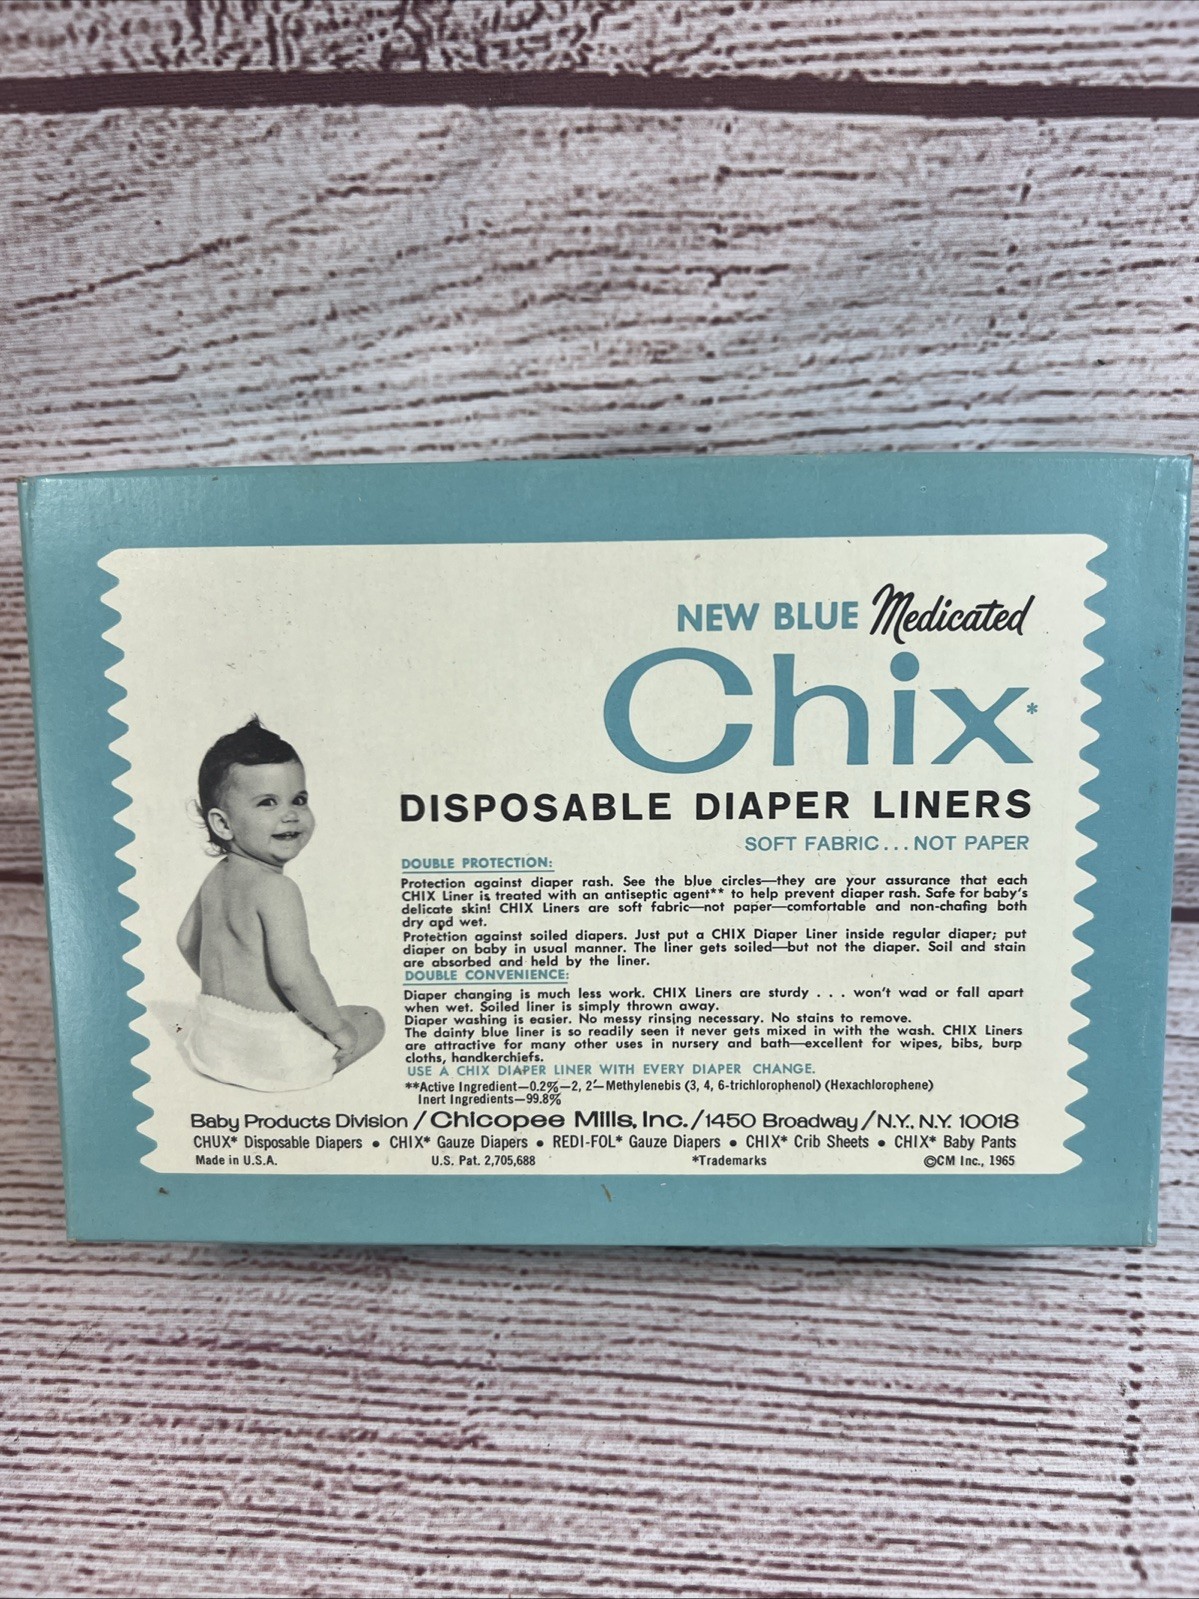 NEW BLUE Medicated
Chix*
DISPOSABLE DIAPER LINERS
SOFT FABRIC...NOT PAPER
DOUBLE PROTECTION:
Protection against diaper rash. See the blue circles—they are your assurance that each
CHIX Liner is treated with an antiseptic agent** to help prevent diaper rash. Safe for baby's
delicate skin! CHIX Liners are soft fabric—not paper—comfortable and non-chafing both
dry and wet.
Protection against soiled diapers. Just put a CHIX Diaper Liner inside regular diaper; put
diaper on baby in usual manner. The liner gets soiled—but not the diaper. Soil and stain
are absorbed and held by the liner.
DOUBLE CONVENIENCE:
Diaper changing is much less work. CHIX Liners are sturdy . . . won't wad or fall apart
when wet. Soiled liner is simply thrown away.
Diaper washing is easier. No messy rinsing necessary. No stains to remove.
The dainty blue liner is so readily seen it never gets mixed in with the wash. CHIX Liners
are attractive for many other uses in nursery and bath—excellent for wipes, bibs, burp
cloths, handkerchiefs.
USE A CHIX DIAPER LINER WITH EVERY DIAPER CHANGE.
**Active Ingredient—0.2%—2, 2'—Methylenebis (3, 4, 6-trichlorophenol) (Hexachlorophene)
Inert Ingredients—99.8%
Baby Products Division / Chicopee Mills, Inc. / 1450 Broadway / N.Y., N.Y. 10018
CHUX* Disposable Diapers • CHIX* Gauze Diapers • REDI-FOL* Gauze Diapers • CHIX* Crib Sheets • CHIX* Baby Pants
Made in U.S.A. U.S. Pat. 2,705,688 *Trademarks ©CM Inc., 1965